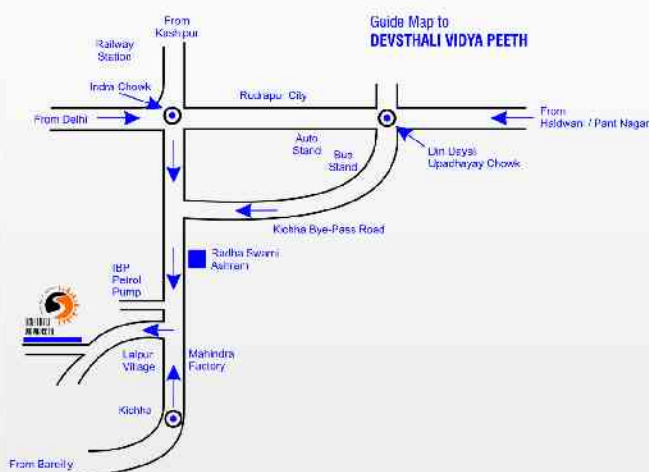 From
Kashipur
Guide Map to
DEVSTHALI VIDYA PEETH
Railway
Station
Indra Chowk
Rudrapur City
From Delhi
From
Haldwani / Pant Nagar
Auto
Stand
Bus
Stand
Din Dayal
Upadhayay Chowk
Kichha Bye-Pass Road
Radha Swami
Ashram
IBP
Petrol
Pump
Lalpur
Village
Mahindra
Factory
Kichha
From Bareilly